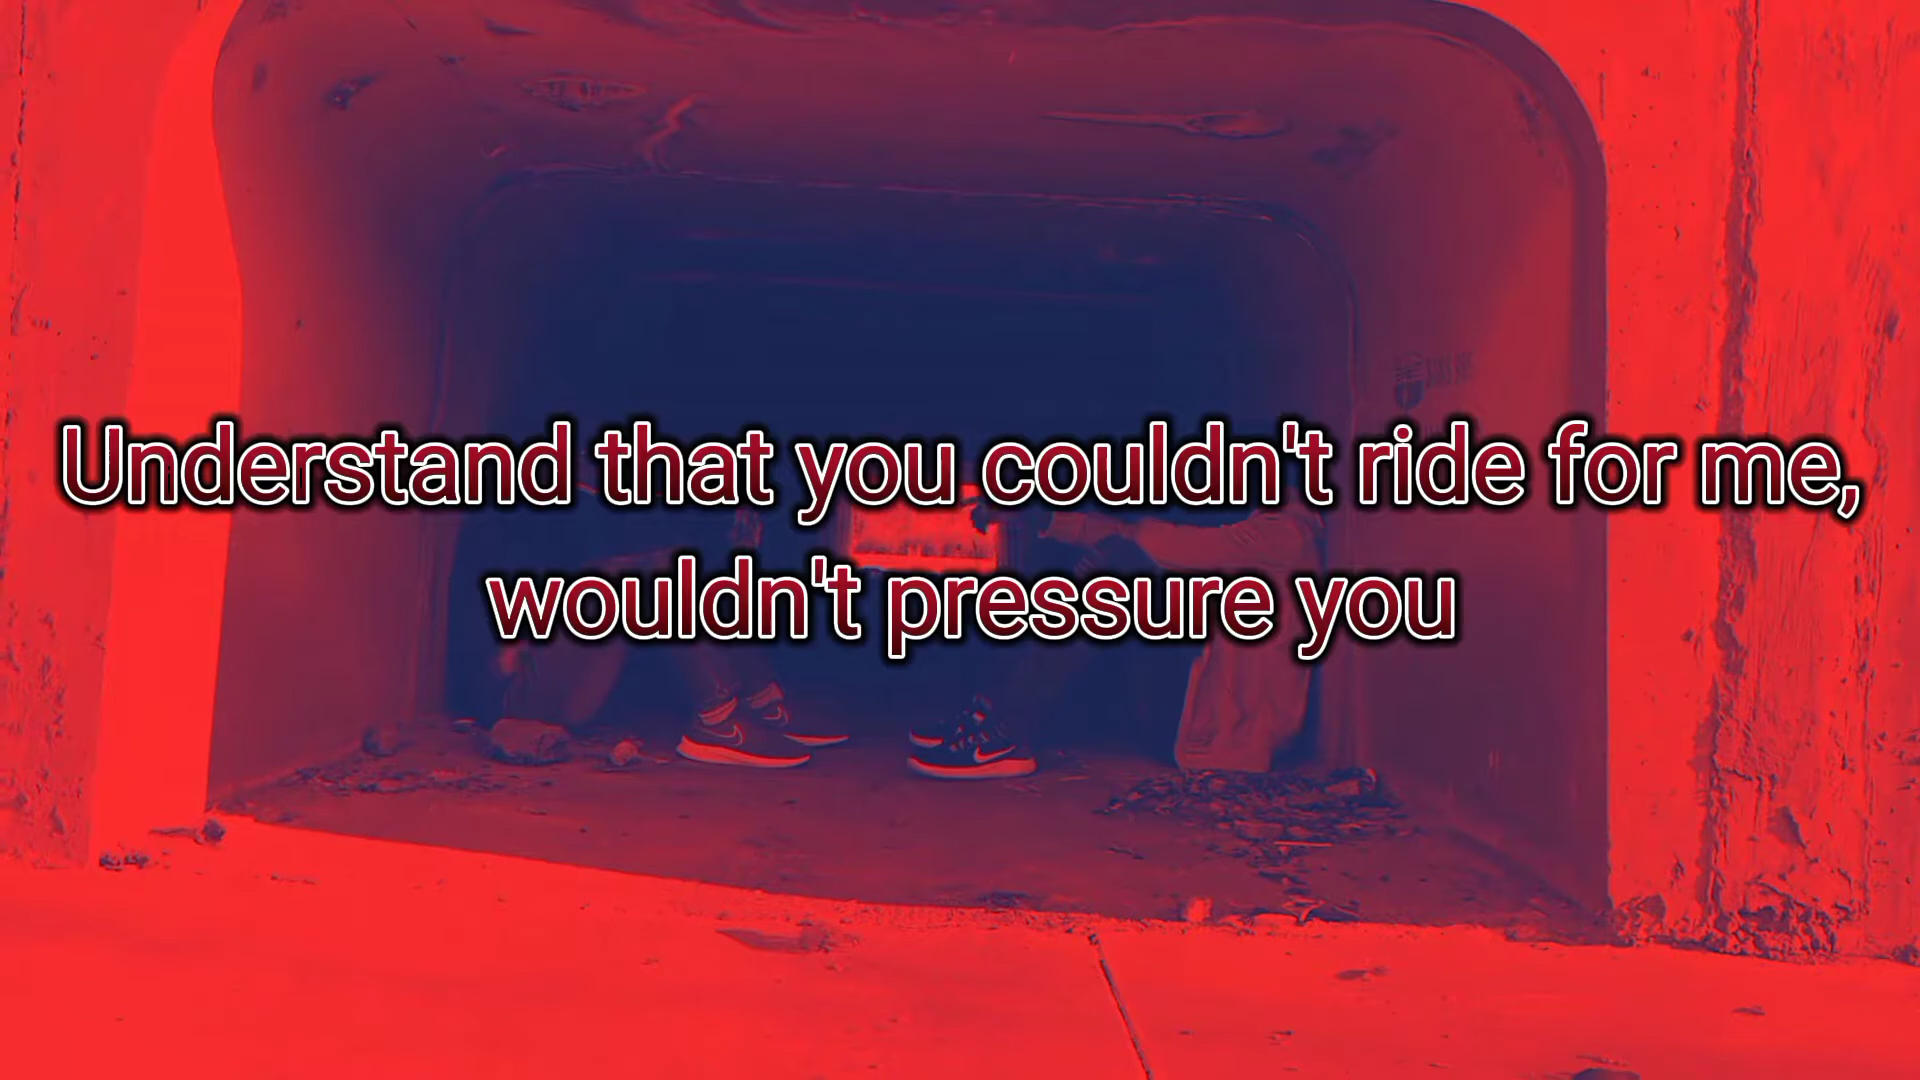 Understand that you couldn't ride for me,
wouldn't pressure you